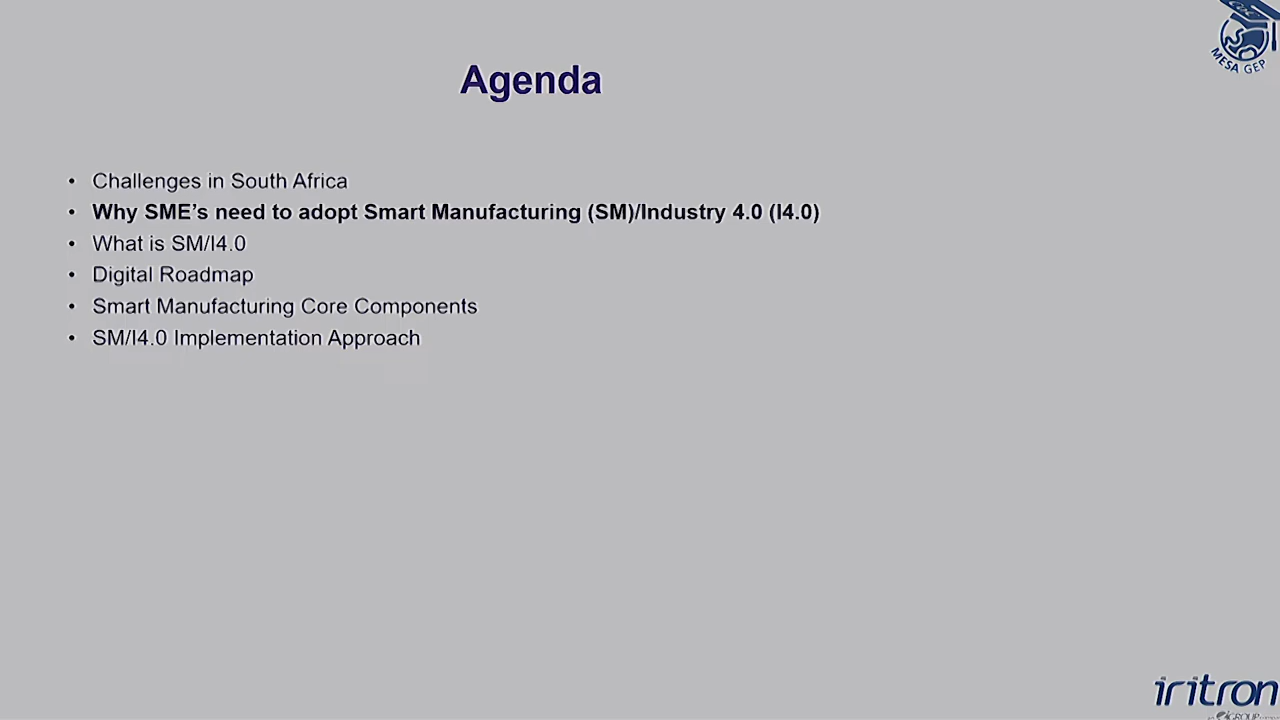 Agenda
• Challenges in South Africa
• Why SME’s need to adopt Smart Manufacturing (SM)/Industry 4.0 (I4.0)
• What is SM/I4.0
• Digital Roadmap
• Smart Manufacturing Core Components
• SM/I4.0 Implementation Approach
MESA GEP
iritron
GROUP